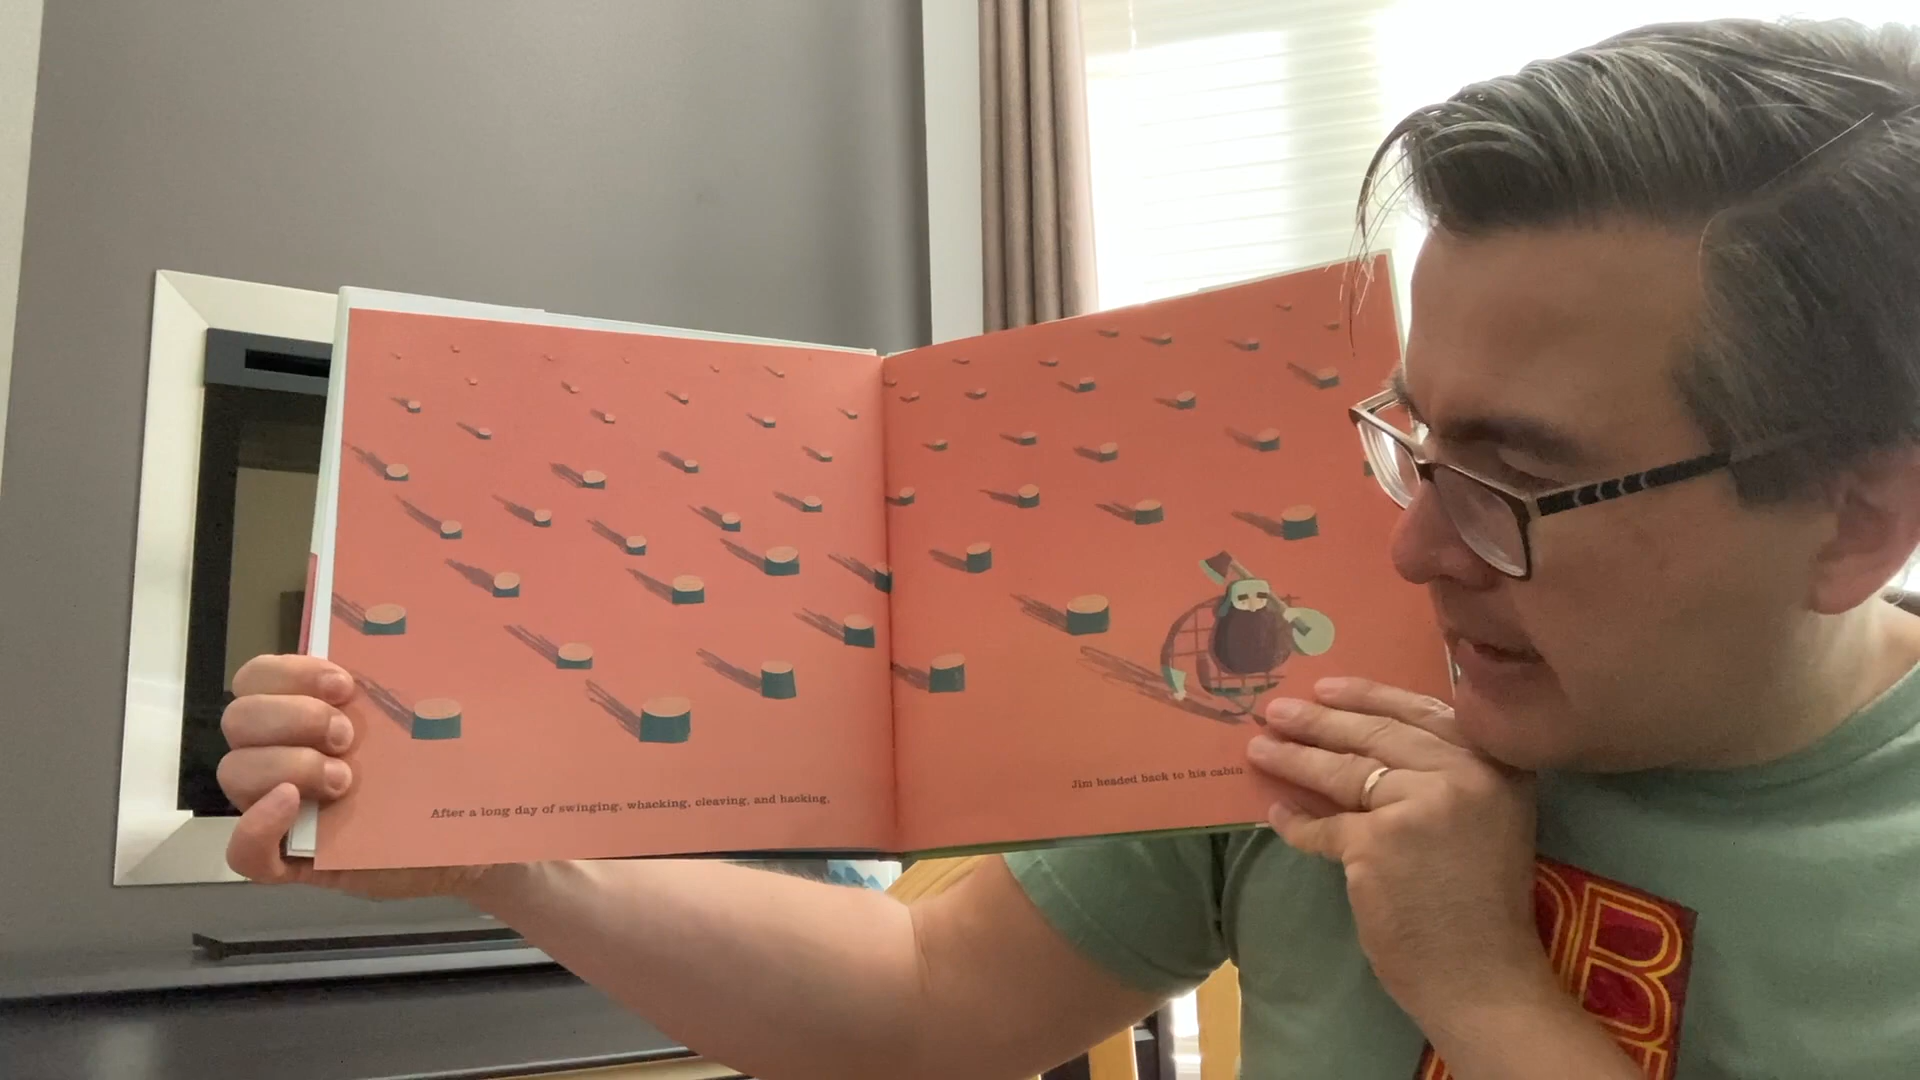 After a long day of swinging, whacking, cleaving, and hacking,
Jim headed back to his cabin
B